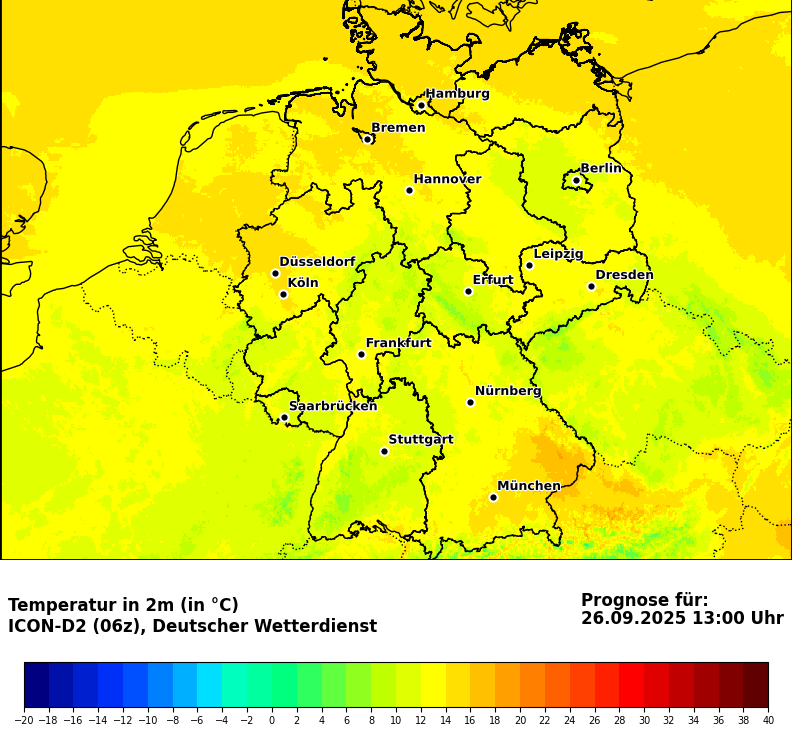 Hamburg
Bremen
Berlin
Hannover
Leipzig
Düsseldorf
Dresden
Köln
Erfurt
Frankfurt
Nürnberg
Saarbrücken
Stuttgart
München
Temperatur in 2m (in °C)
ICON-D2 (06z), Deutscher Wetterdienst
Prognose für:
26.09.2025 13:00 Uhr
−20 −18 −16 −14 −12 −10 −8 −6 −4 −2 0 2 4 6 8 10 12 14 16 18 20 22 24 26 28 30 32 34 36 38 40